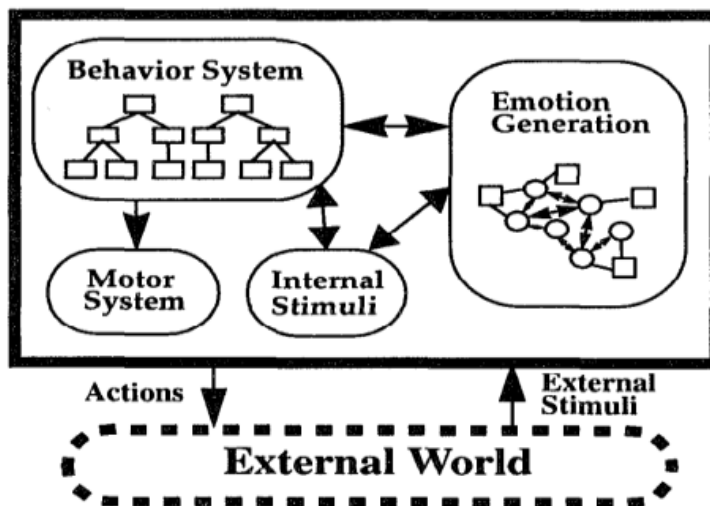 Behavior System
Emotion
Generation
Motor
System
Internal
Stimuli
Actions
External
Stimuli
External World